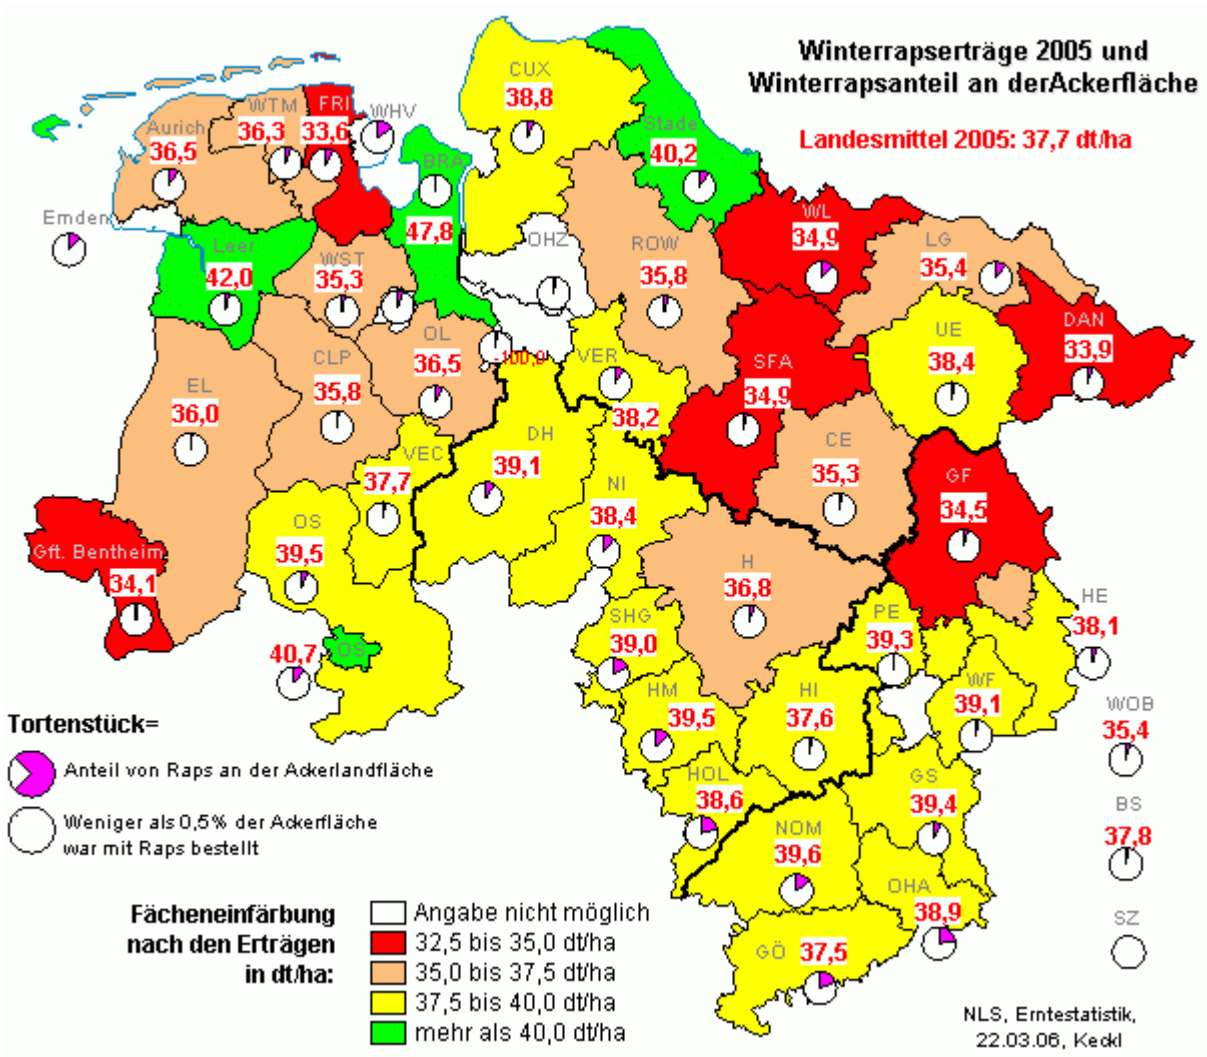 Winterrapserträge 2005 und
Winterrapsanteil an derAckerfläche
Landesmittel 2005: 37,7 dt/ha
CUX
38,8
WTM
36,3
FRI
33,6
WHV
Aurich
36,5
Stade
40,2
BRA
47,8
Emden
Leer
42,0
WST
35,3
OHZ
ROW
35,8
WL
34,9
LG
35,4
UE
38,4
DAN
33,9
EL
36,0
CLP
35,8
OL
36,5
-100,0
VER
38,2
SFA
34,9
CE
35,3
VEC
37,7
DH
39,1
NI
38,4
GF
34,5
OS
39,5
Gft. Bentheim
34,1
H
36,8
SHG
39,0
PE
39,3
HE
38,1
OS
40,7
HM
39,5
HI
37,6
WF
39,1
WOB
35,4
HOL
38,6
GS
39,4
BS
37,8
NOM
39,6
OHA
38,9
SZ
GÖ 37,5
Tortenstück=
Anteil von Raps an der Ackerlandfläche
Weniger als 0,5% der Ackerfläche
war mit Raps bestellt
Fächeneinfärbung
nach den Erträgen
in dt/ha:
Angabe nicht möglich
32,5 bis 35,0 dt/ha
35,0 bis 37,5 dt/ha
37,5 bis 40,0 dt/ha
mehr als 40,0 dt/ha
NLS, Erntestatistik,
22.03.06, Keckl